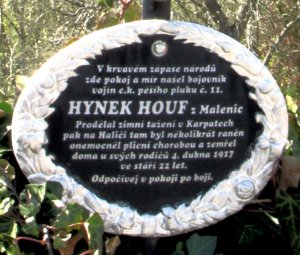 V krvavém zápase národů
zde pokoj a mír našel bojovník
vojín c.k. pěšího pluku č. 11.
HYNEK HOUF z Malenic
Prodělal zimní tažení v Karpatech
pak na Haliči tam byl několikrát raněn
onemocněl plicní chorobou a zemřel
doma u svých rodičů 4. dubna 1917
ve stáří 22 let.
Odpočívej v pokoji po boji.